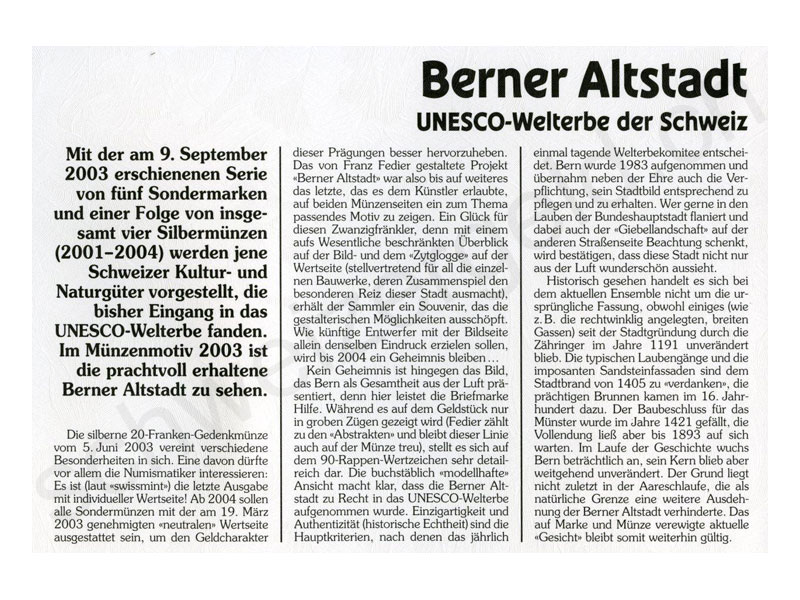 Berner Altstadt
UNESCO-Welterbe der Schweiz
Mit der am 9. September
2003 erschienenen Serie
von fünf Sondermarken
und einer Folge von insge-
samt vier Silbermünzen
(2001–2004) werden jene
Schweizer Kultur- und
Naturgüter vorgestellt, die
bisher Eingang in das
UNESCO-Welterbe fanden.
Im Münzenmotiv 2003 ist
die prachtvoll erhaltene
Berner Altstadt zu sehen.
Die silberne 20-Franken-Gedenkmünze
vom 5. Juni 2003 vereint verschiedene
Besonderheiten in sich. Eine davon dürfte
vor allem die Numismatiker interessieren:
Es ist (laut «swissmint») die letzte Ausgabe
mit individueller Wertseite! Ab 2004 sollen
alle Sondermünzen mit der am 19. März
2003 genehmigten «neutralen» Wertseite
ausgestattet sein, um den Geldcharakter
dieser Prägungen besser hervorzuheben.
Das von Franz Fedier gestaltete Projekt
«Berner Altstadt» war also bis auf weiteres
das letzte, das es dem Künstler erlaubte,
auf beiden Münzenseiten ein zum Thema
passendes Motiv zu zeigen. Ein Glück für
diesen Zwanzigfränkler, denn mit einem
aufs Wesentliche beschränkten Überblick
auf der Bild- und dem «Zytglogge» auf der
Wertseite (stellvertretend für all die einzel-
nen Bauwerke, deren Zusammenspiel den
besonderen Reiz dieser Stadt ausmacht),
erhält der Sammler ein Souvenir, das die
gestalterischen Möglichkeiten ausschöpft.
Wie künftige Entwerfer mit der Bildseite
allein denselben Eindruck erzielen sollen,
wird bis 2004 ein Geheimnis bleiben...
Kein Geheimnis ist hingegen das Bild,
das Bern als Gesamtheit aus der Luft prä-
sentiert, denn hier leistet die Briefmarke
Hilfe. Während es auf dem Geldstück nur
in groben Zügen gezeigt wird (Fedier zählt
zu den «Abstrakten» und bleibt dieser Linie
auch auf der Münze treu), stellt es sich auf
dem 90-Rappen-Wertzeichen sehr detail-
reich dar. Die buchstäblich «modellhafte»
Ansicht macht klar, dass die Berner Alt-
stadt zu Recht in das UNESCO-Welterbe
aufgenommen wurde. Einzigartigkeit und
Authentizität (historische Echtheit) sind die
Hauptkriterien, nach denen das jährlich
einmal tagende Welterbekomitee entschei-
det. Bern wurde 1983 aufgenommen und
übernahm neben der Ehre auch die Ver-
pflichtung, sein Stadtbild entsprechend zu
pflegen und zu erhalten. Wer gerne in den
Lauben der Bundeshauptstadt flaniert und
dabei auch der «Giebellandschaft» auf der
anderen Straßenseite Beachtung schenkt,
wird bestätigen, dass diese Stadt nicht nur
aus der Luft wunderschön aussieht.
Historisch gesehen handelt es sich bei
dem aktuellen Ensemble nicht um die ur-
sprüngliche Fassung, obwohl einiges (wie
z. B. die rechtwinklig angelegten, breiten
Gassen) seit der Stadtgründung durch die
Zähringer im Jahre 1191 unverändert
blieb. Die typischen Laubengänge und die
imposanten Sandsteinfassaden sind dem
Stadtbrand von 1405 zu «verdanken», die
prächtigen Brunnen kamen im 16. Jahr-
hundert dazu. Der Baubeschluss für das
Münster wurde im Jahre 1421 gefällt, die
Vollendung ließ aber bis 1893 auf sich
warten. Im Laufe der Geschichte wuchs
Bern beträchtlich an, sein Kern blieb aber
weitgehend unverändert. Der Grund liegt
nicht zuletzt in der Aareschlaufe, die als
natürliche Grenze eine weitere Ausdeh-
nung der Berner Altstadt verhinderte. Das
auf Marke und Münze verewigte aktuelle
«Gesicht» bleibt somit weiterhin gültig.